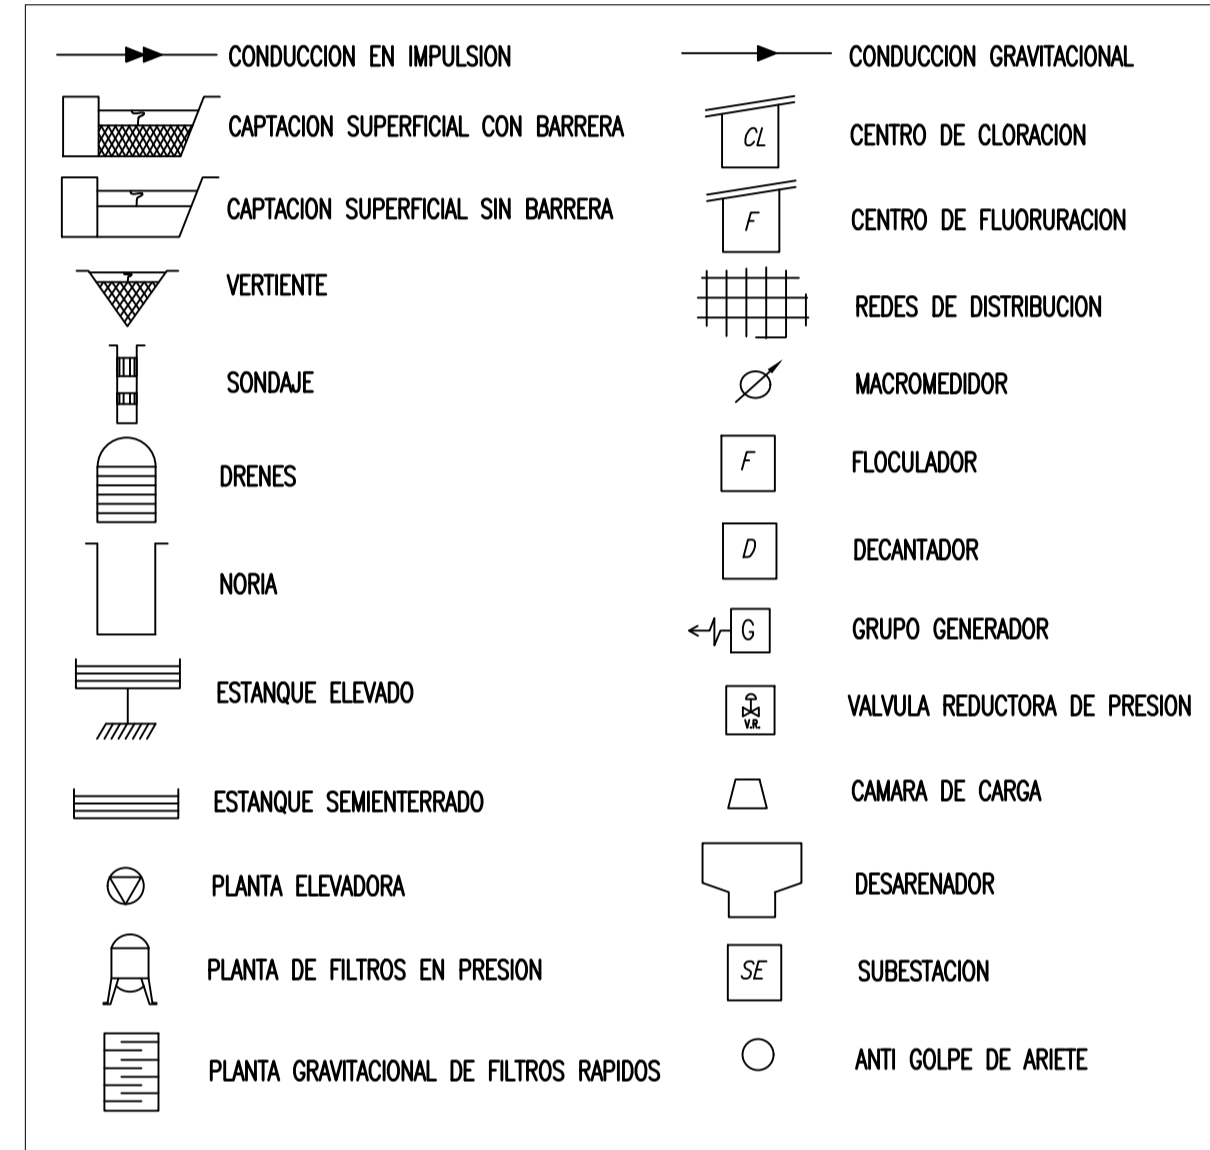 CONDUCCION EN IMPULSION
CAPTACION SUPERFICIAL CON BARRERA
CAPTACION SUPERFICIAL SIN BARRERA
VERTIENTE
SONDAJE
DRENES
NORIA
ESTANQUE ELEVADO
ESTANQUE SEMIENTERRADO
PLANTA ELEVADORA
PLANTA DE FILTROS EN PRESION
PLANTA GRAVITACIONAL DE FILTROS RAPIDOS
CONDUCCION GRAVITACIONAL
CL CENTRO DE CLORACION
F CENTRO DE FLUORURACION
REDES DE DISTRIBUCION
MACROMEDIDOR
F FLOCULADOR
D DECANTADOR
G GRUPO GENERADOR
V.R. VALVULA REDUCTORA DE PRESION
CAMARA DE CARGA
DESARENADOR
SE SUBESTACION
ANTI GOLPE DE ARIETE